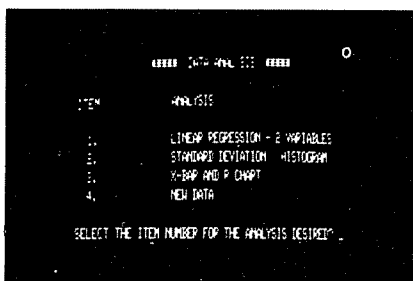 ##### DATA ANALYSIS #####
ITEM ANALYSIS
1. LINEAR REGRESSION - 2 VARIABLES
2. STANDARD DEVIATION HISTOGRAM
3. X-BAR AND R CHART
4. NEW DATA
SELECT THE ITEM NUMBER FOR THE ANALYSIS DESIRED? _